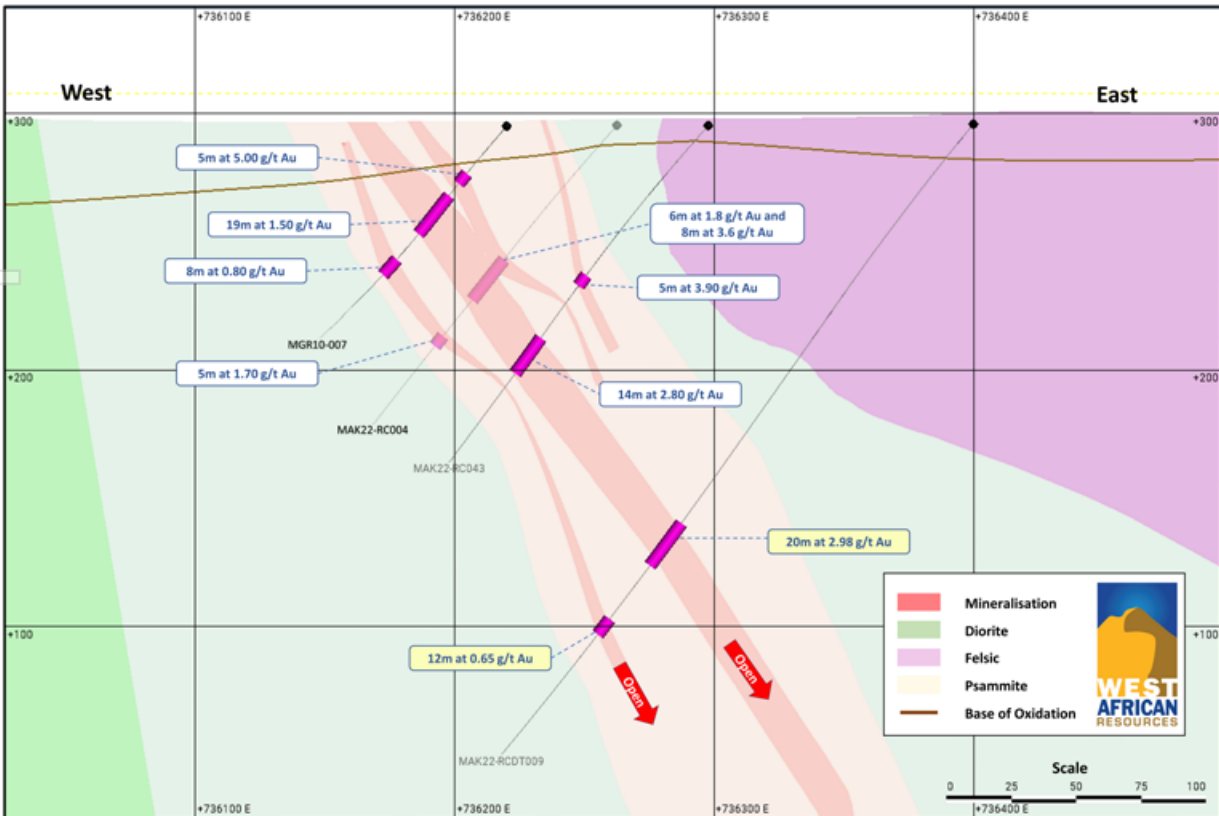 +736100 E
+736200 E
+736300 E
+736400 E
West
East
+300
+300
5m at 5.00 g/t Au
19m at 1.50 g/t Au
6m at 1.8 g/t Au and
8m at 3.6 g/t Au
8m at 0.80 g/t Au
5m at 3.90 g/t Au
MGR10-007
+200
+200
5m at 1.70 g/t Au
14m at 2.80 g/t Au
MAK22-RC004
MAK22-RC043
20m at 2.98 g/t Au
+100
+100
12m at 0.65 g/t Au
Open
Open
MAK22-RCDT009
Mineralisation
Diorite
Felsic
Psammite
Base of Oxidation
WEST
AFRICAN
RESOURCES
Scale
0 25 50 75 100
+736100 E
+736200 E
+736300 E
+736400 E